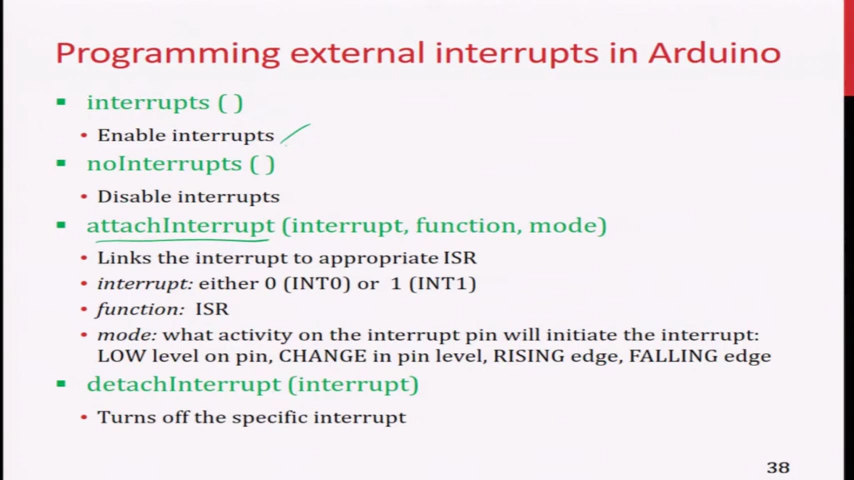 Programming external interrupts in Arduino
▪ interrupts ( )
• Enable interrupts
▪ noInterrupts ( )
• Disable interrupts
▪ attachInterrupt (interrupt, function, mode)
• Links the interrupt to appropriate ISR
• interrupt: either 0 (INT0) or 1 (INT1)
• function: ISR
• mode: what activity on the interrupt pin will initiate the interrupt:
LOW level on pin, CHANGE in pin level, RISING edge, FALLING edge
▪ detachInterrupt (interrupt)
• Turns off the specific interrupt
38